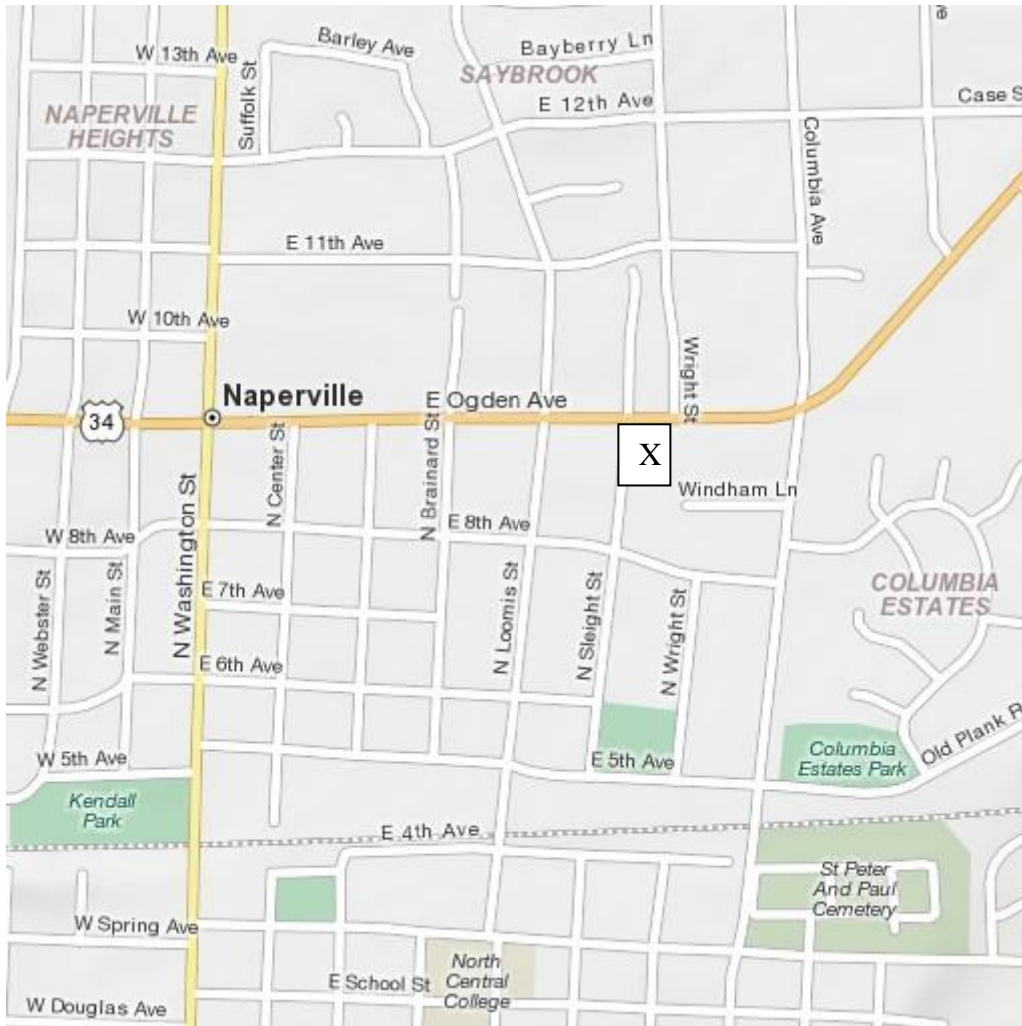 Barley Ave
Bayberry Ln
W 13th Ave
SAYBROOK
Suffolk St
E 12th Ave
Case S
NAPERVILLE
HEIGHTS
Columbia Ave
E 11th Ave
W 10th Ave
Wright St
Naperville
E Ogden Ave
34
X
N Center St
N Brainard St
Windham Ln
N Washington St
E 8th Ave
W 8th Ave
COLUMBIA
ESTATES
N Webster St
N Main St
E 7th Ave
N Loomis St
N Sleight St
N Wright St
E 6th Ave
Old Plank R
W 5th Ave
E 5th Ave
Columbia
Estates Park
Kendall
Park
E 4th Ave
St Peter
And Paul
Cemetery
W Spring Ave
North
Central
College
E School St
W Douglas Ave